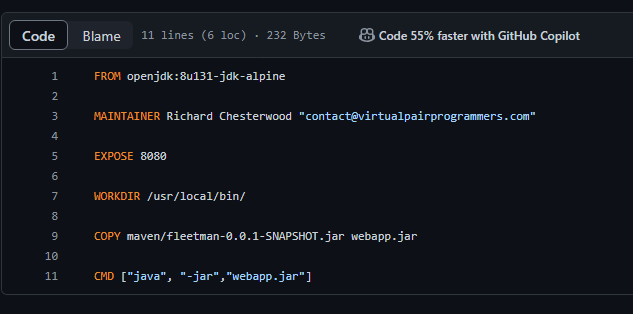 Code Blame 11 lines (6 loc) · 232 Bytes Code 55% faster with GitHub Copilot
1 FROM openjdk:8u131-jdk-alpine
2
3 MAINTAINER Richard Chesterwood "contact@virtualpairprogrammers.com"
4
5 EXPOSE 8080
6
7 WORKDIR /usr/local/bin/
8
9 COPY maven/fleetman-0.0.1-SNAPSHOT.jar webapp.jar
10
11 CMD ["java", "-jar","webapp.jar"]